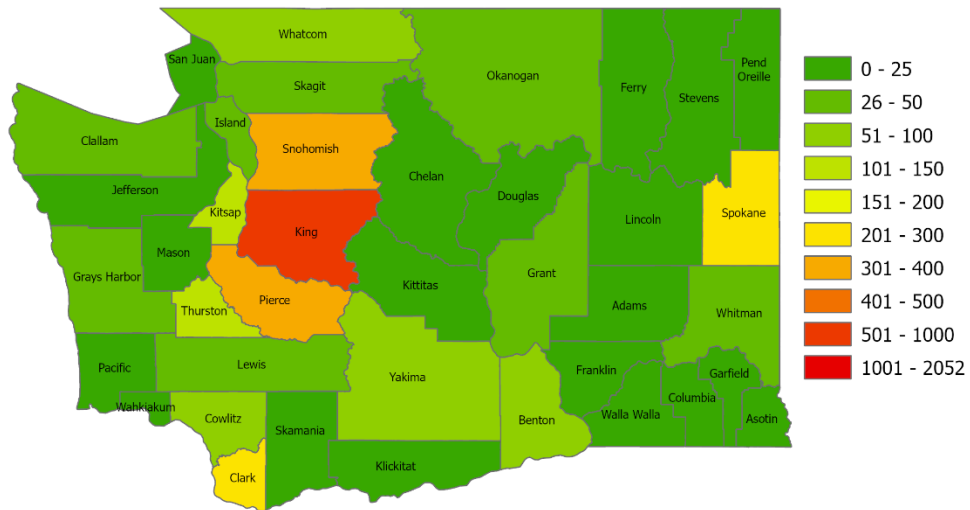 Whatcom
San Juan
Pend
Oreille
Okanogan
Skagit
Ferry
Stevens
Island
Clallam
Snohomish
Chelan
Douglas
Jefferson
Kitsap
Lincoln
Spokane
King
Mason
Grays Harbor
Grant
Kittitas
Pierce
Thurston
Adams
Whitman
Lewis
Pacific
Yakima
Franklin
Garfield
Wahkiakum
Columbia
Walla Walla
Asotin
Cowlitz
Benton
Skamania
Klickitat
Clark
0 - 25
26 - 50
51 - 100
101 - 150
151 - 200
201 - 300
301 - 400
401 - 500
501 - 1000
1001 - 2052